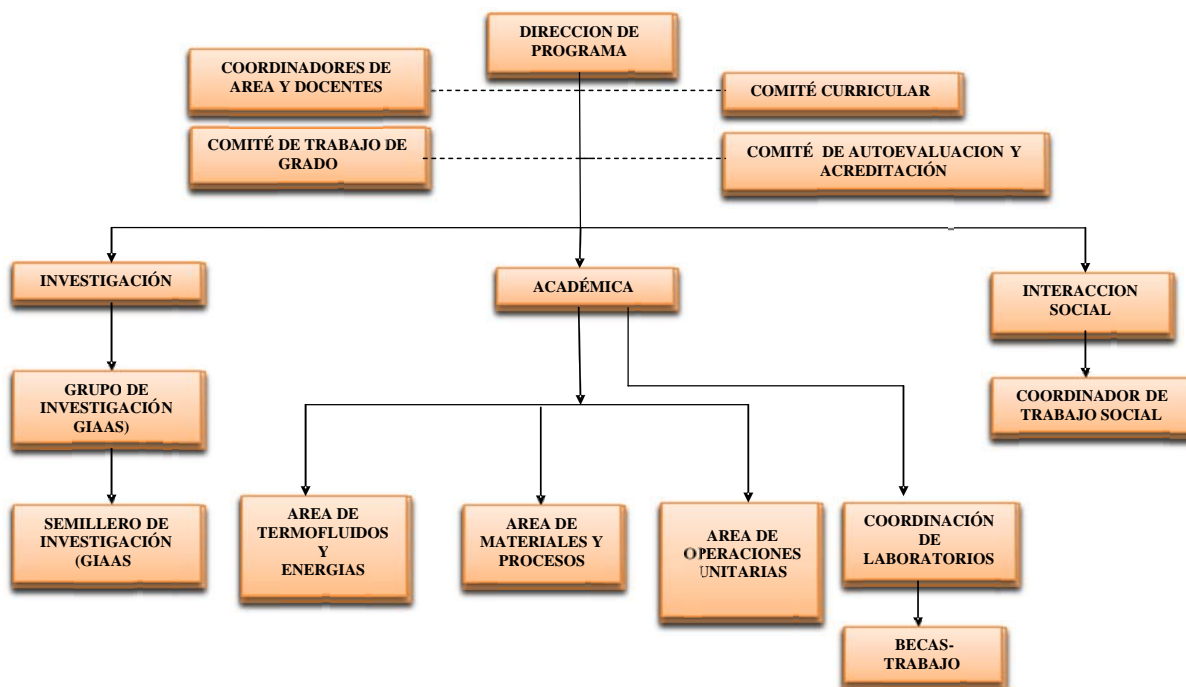 DIRECCION DE
PROGRAMA
COORDINADORES DE
AREA Y DOCENTES
COMITÉ CURRICULAR
COMITÉ DE TRABAJO DE
GRADO
COMITÉ DE AUTOEVALUACION Y
ACREDITACIÓN
INVESTIGACIÓN
ACADÉMICA
INTERACCION
SOCIAL
GRUPO DE
INVESTIGACIÓN
GIAAS)
COORDINADOR DE
TRABAJO SOCIAL
SEMILLERO DE
INVESTIGACIÓN
(GIAAS
AREA DE
TERMOFLUIDOS
Y
ENERGIAS
AREA DE
MATERIALES Y
PROCESOS
AREA DE
OPERACIONES
UNITARIAS
COORDINACIÓN
DE
LABORATORIOS
BECAS-
TRABAJO